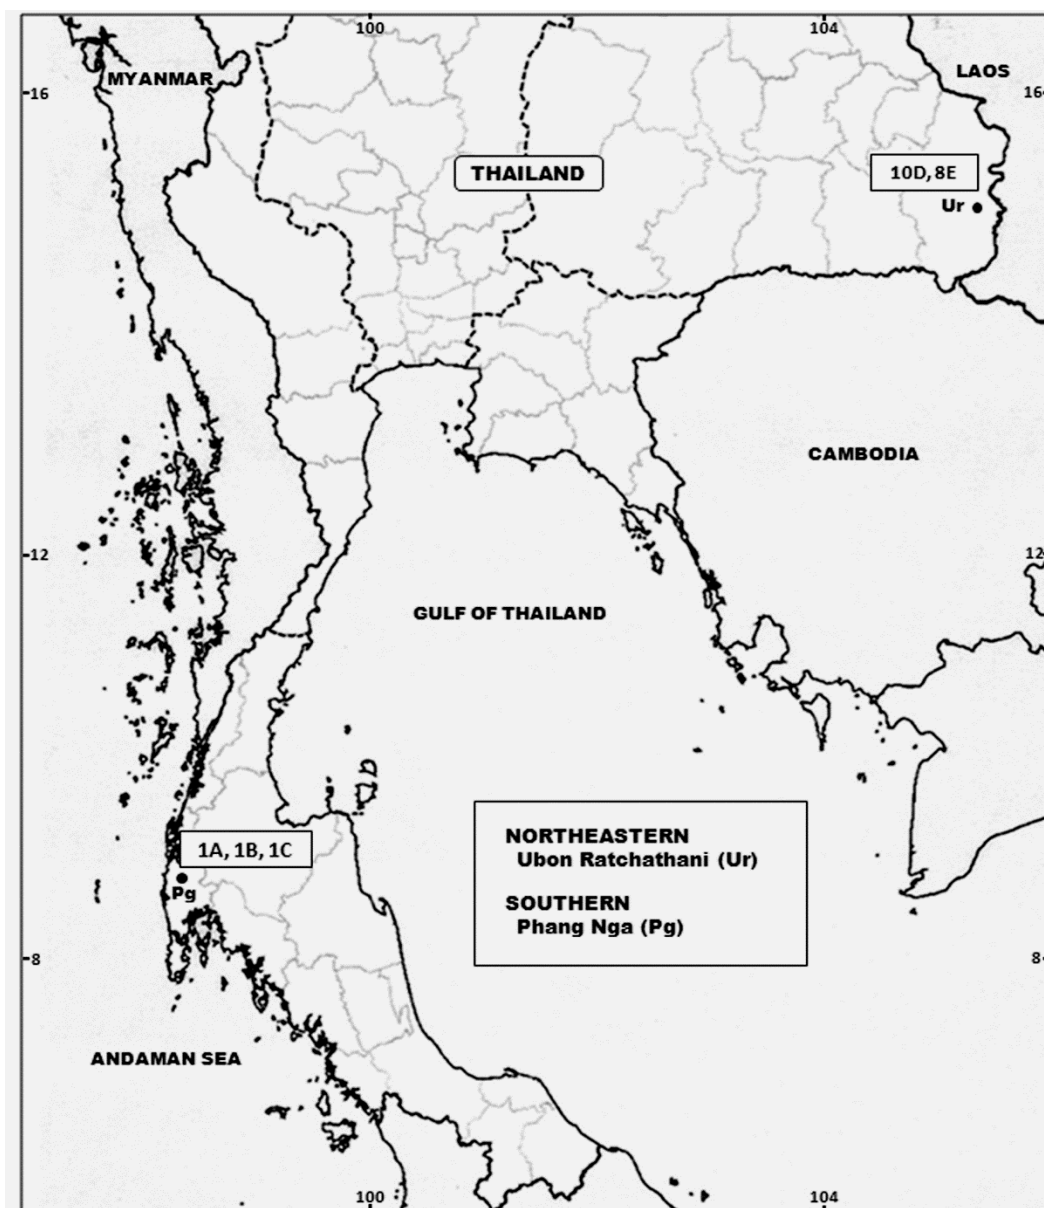 100
104
MYANMAR
LAOS
16
16
THAILAND
10D, 8E
Ur
CAMBODIA
12
12
GULF OF THAILAND
1A, 1B, 1C
Pg
NORTHEASTERN
Ubon Ratchathani (Ur)
SOUTHERN
Phang Nga (Pg)
8
8
ANDAMAN SEA
100
104